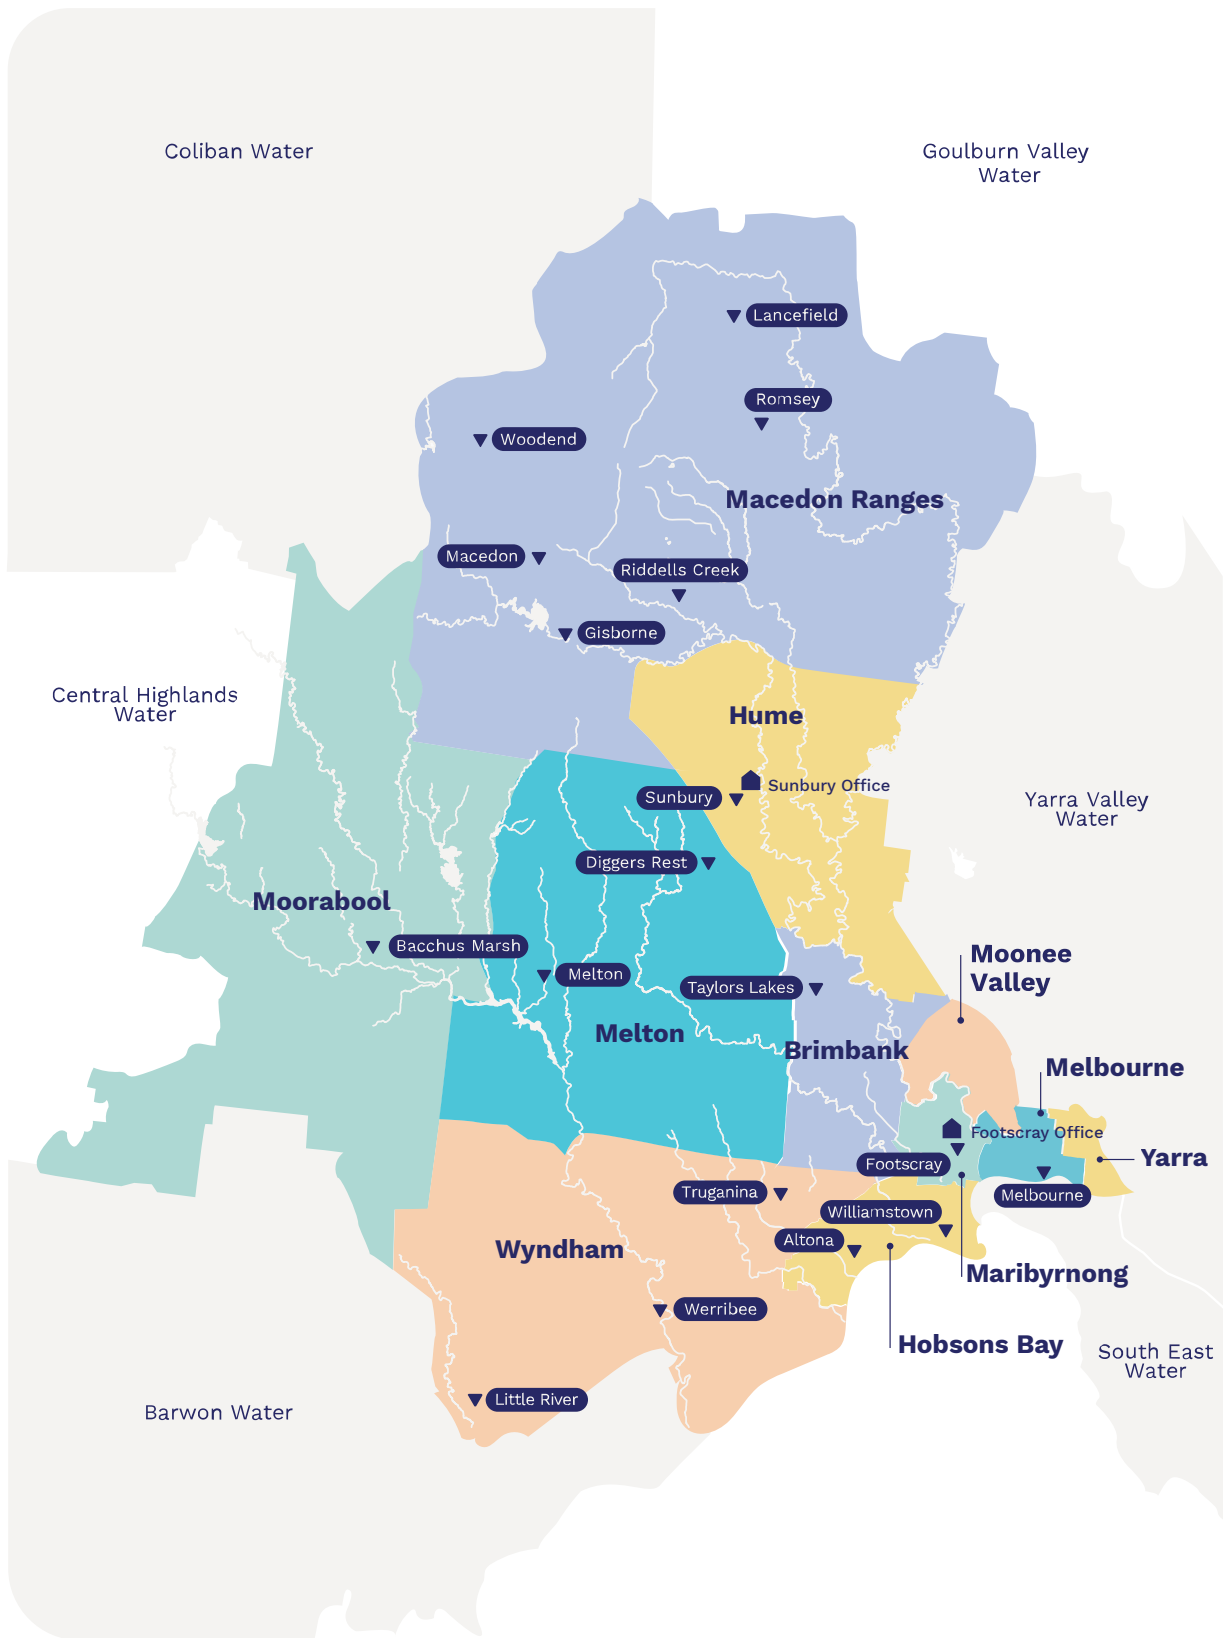 Coliban Water
Goulburn Valley
Water
Lancefield
Romsey
Woodend
Macedon Ranges
Macedon
Riddells Creek
Gisborne
Central Highlands
Water
Hume
Sunbury Office
Sunbury
Yarra Valley
Water
Diggers Rest
Moorabool
Bacchus Marsh
Moonee
Valley
Melton
Taylors Lakes
Melton
Brimbank
Melbourne
Footscray Office
Yarra
Footscray
Truganina
Melbourne
Williamstown
Altona
Wyndham
Maribyrnong
Werribee
Hobsons Bay
South East
Water
Little River
Barwon Water